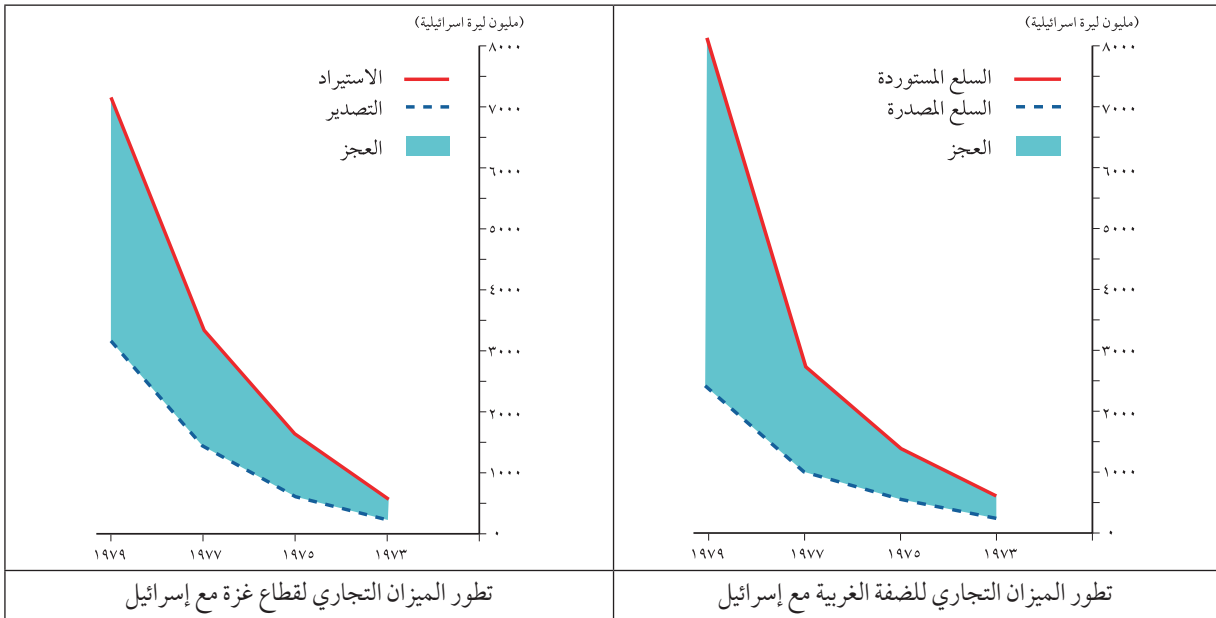 (مليون ليرة اسرائيلية)
٨٠٠٠
٧٠٠٠
٦٠٠٠
٥٠٠٠
٤٠٠٠
٣٠٠٠
٢٠٠٠
١٠٠٠
٠
السلع المستوردة
السلع المصدرة
العجز
١٩٧٣ ١٩٧٥ ١٩٧٧ ١٩٧٩
تطور الميزان التجاري للضفة الغربية مع إسرائيل
(مليون ليرة اسرائيلية)
٨٠٠٠
٧٠٠٠
٦٠٠٠
٥٠٠٠
٤٠٠٠
٣٠٠٠
٢٠٠٠
١٠٠٠
٠
الاستيراد
التصدير
العجز
١٩٧٣ ١٩٧٥ ١٩٧٧ ١٩٧٩
تطور الميزان التجاري لقطاع غزة مع إسرائيل